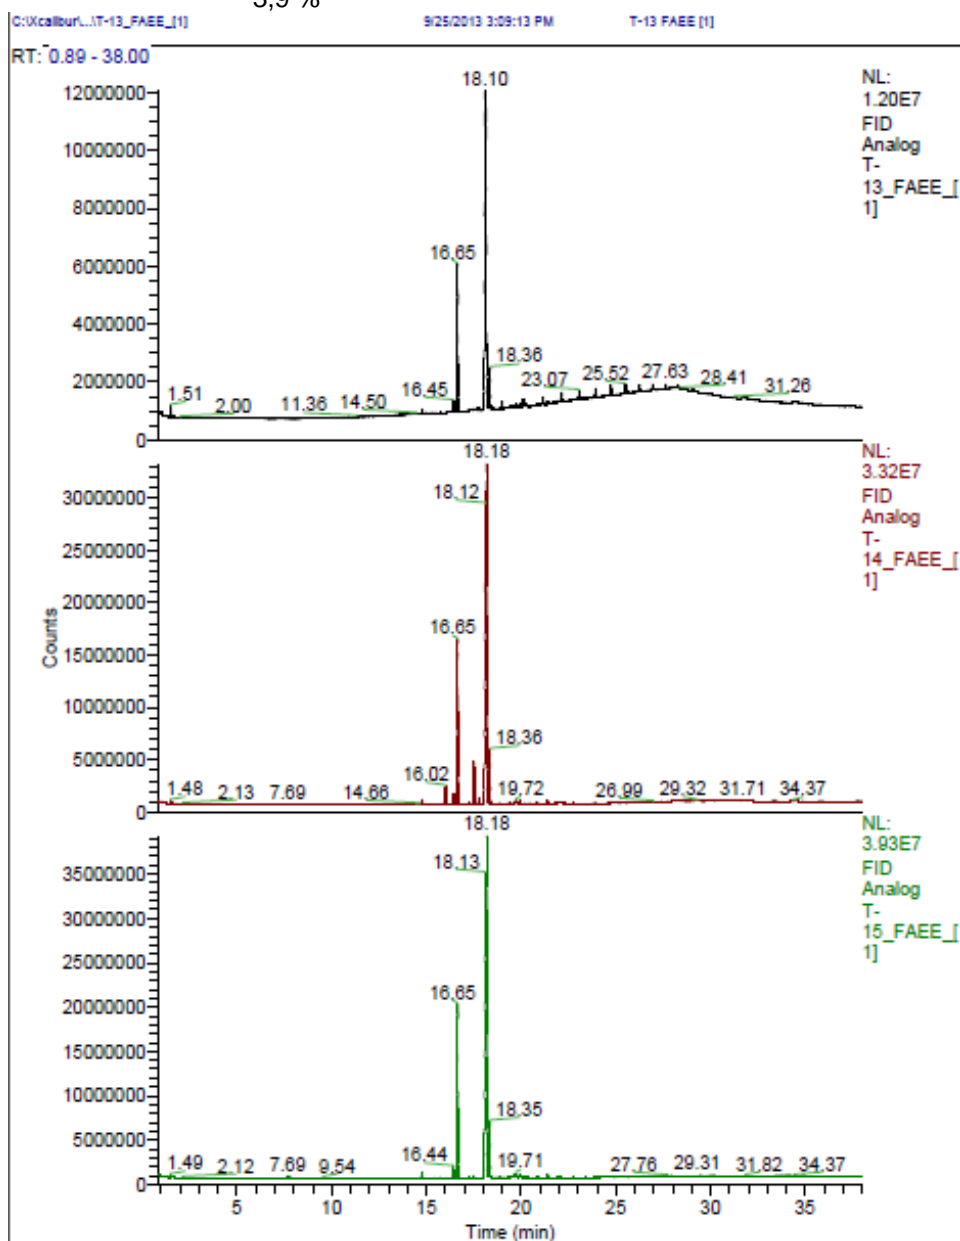 3,9 %
C:\Xcalibur\...\T-13_FAEE_[1] 9/25/2013 3:09:13 PM T-13 FAEE [1]
RT: 0.89 - 38.00
NL:
1.20E7
FID
Analog
T-
13_FAEE_[
1]
18.10
12000000
10000000
8000000
16.65
6000000
4000000
18.36
2000000
1.51 2.00 11.36 14.50 16.45 23.07 25.52 27.63 28.41 31.26
0
NL:
3.32E7
FID
Analog
T-
14_FAEE_[
1]
18.18
18.12
30000000
25000000
20000000
16.65
15000000
10000000
18.36
5000000
1.48 2.13 7.69 14.66 16.02 19.72 26.99 29.32 31.71 34.37
0
Counts
NL:
3.93E7
FID
Analog
T-
15_FAEE_[
1]
18.18
18.13
35000000
30000000
25000000
16.65
20000000
15000000
10000000
18.35
5000000
1.49 2.12 7.69 9.54 16.44 19.71 27.76 29.31 31.82 34.37
0
5 10 15 20 25 30 35
Time (min)